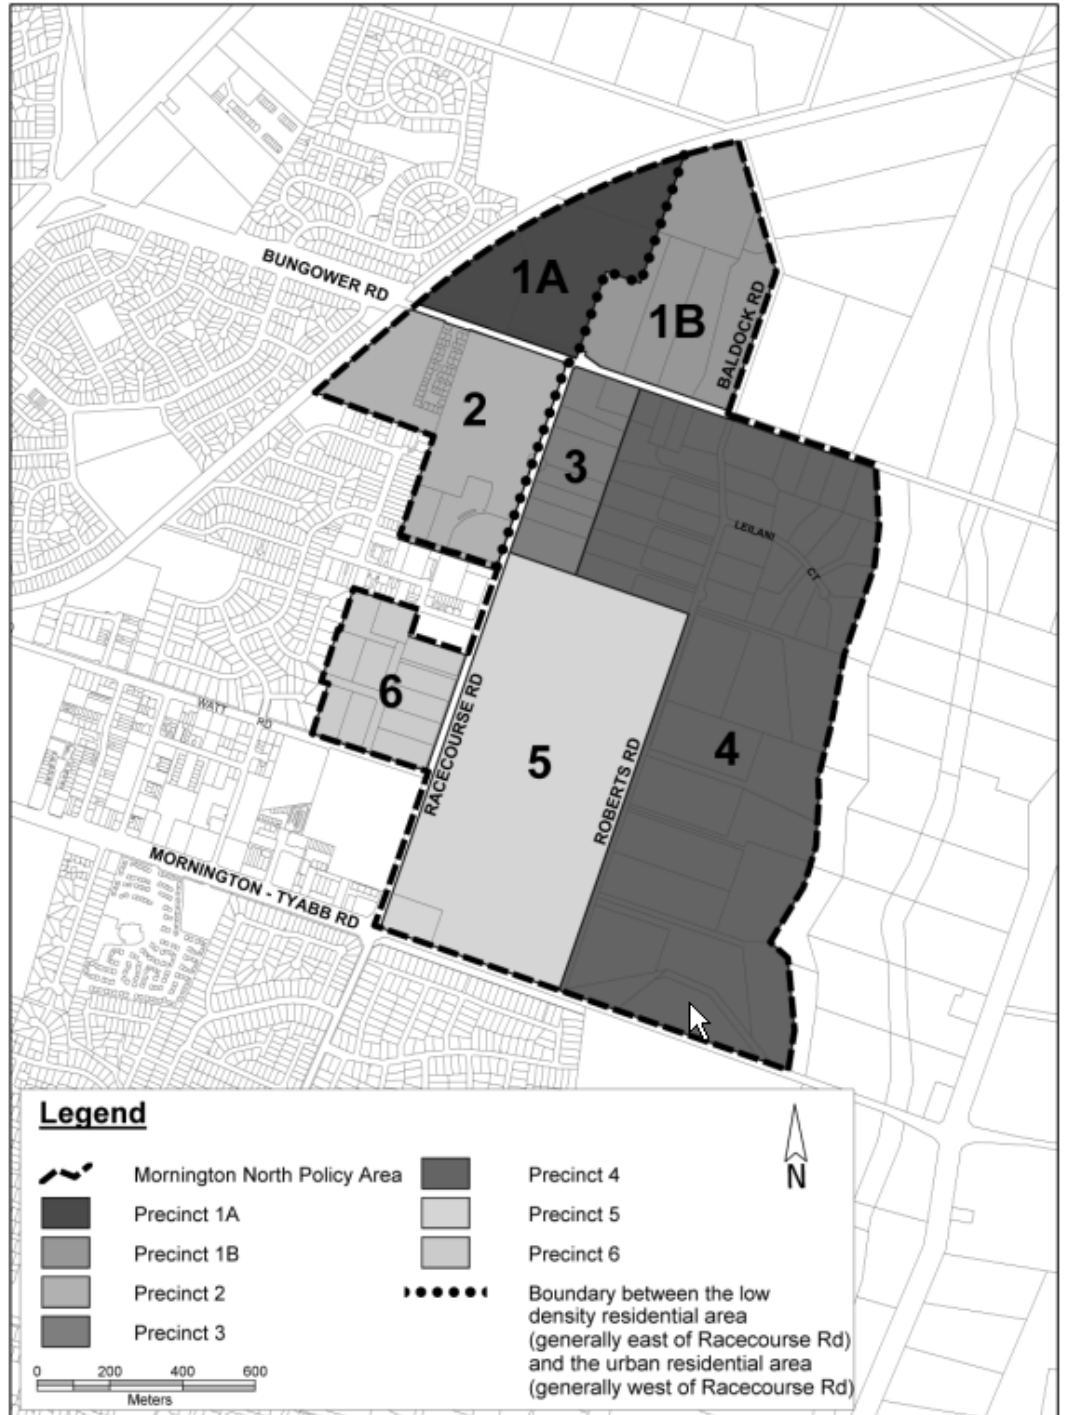 1A
BUNGOWER RD
1B
BALDOCK RD
2
3
LEILANI
CT
6
WATT RD
RACECOURSE RD
5
ROBERTS RD
4
MORNINGTON - TYABB RD
Legend
Mornington North Policy Area
Precinct 1A
Precinct 1B
Precinct 2
Precinct 3
Precinct 4
Precinct 5
Precinct 6
Boundary between the low
density residential area
(generally east of Racecourse Rd)
and the urban residential area
(generally west of Racecourse Rd)
N
0 200 400 600
Meters